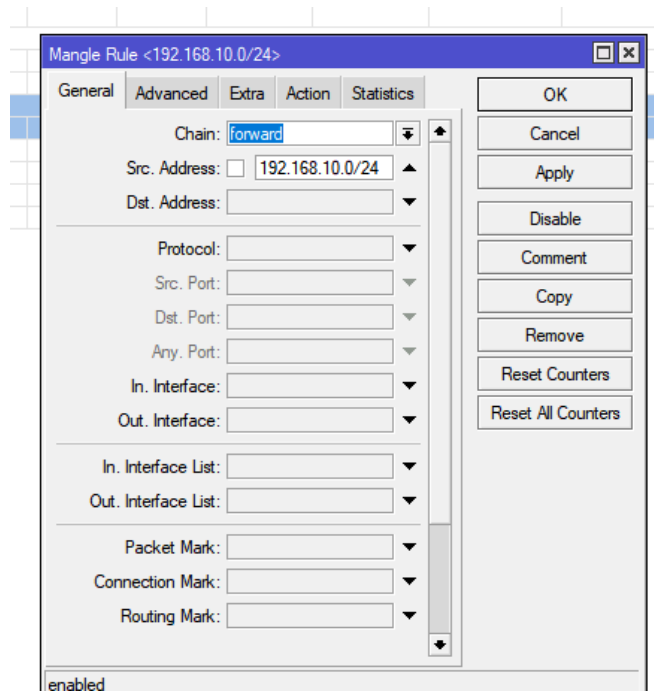 Mangle Rule <192.168.10.0/24>
General Advanced Extra Action Statistics
OK
Chain: forward
Cancel
Src. Address: 192.168.10.0/24
Apply
Dst. Address:
Disable
Protocol:
Comment
Src. Port:
Copy
Dst. Port:
Remove
Any. Port:
Reset Counters
In. Interface:
Reset All Counters
Out. Interface:
In. Interface List:
Out. Interface List:
Packet Mark:
Connection Mark:
Routing Mark:
enabled